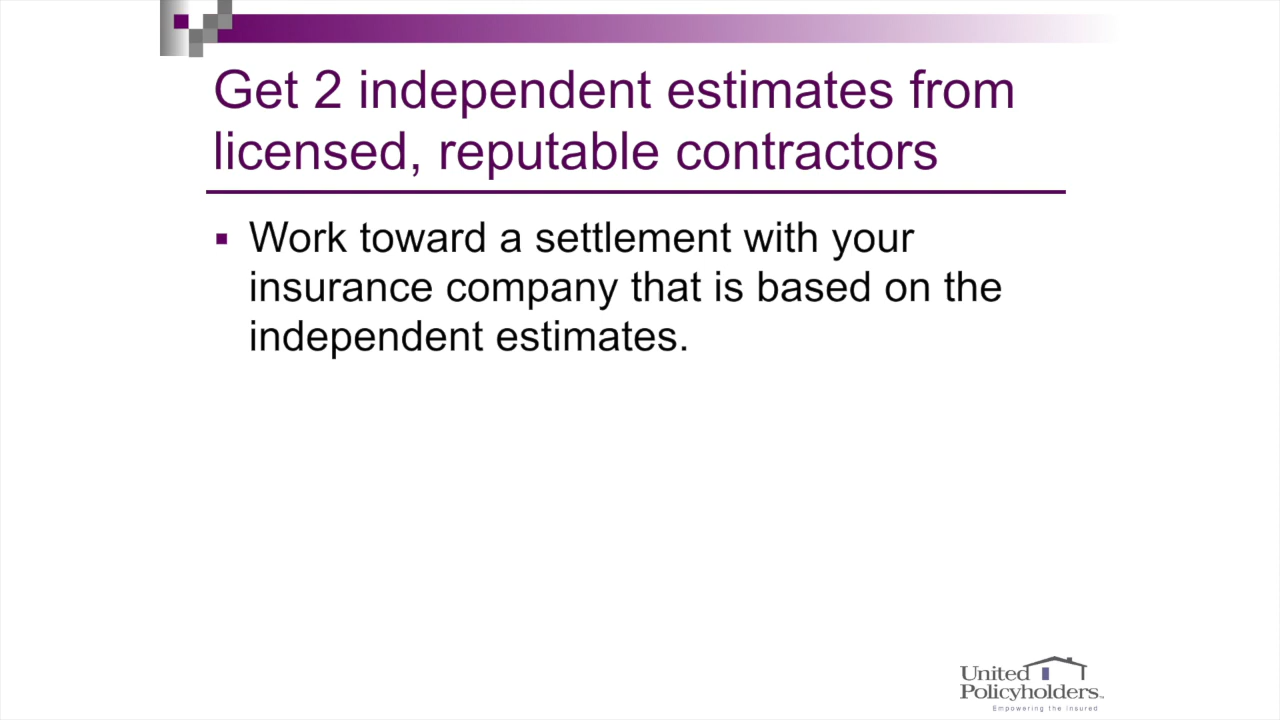 Get 2 independent estimates from
licensed, reputable contractors
Work toward a settlement with your
insurance company that is based on the
independent estimates.
United
Policyholders™
Empowering the Insured